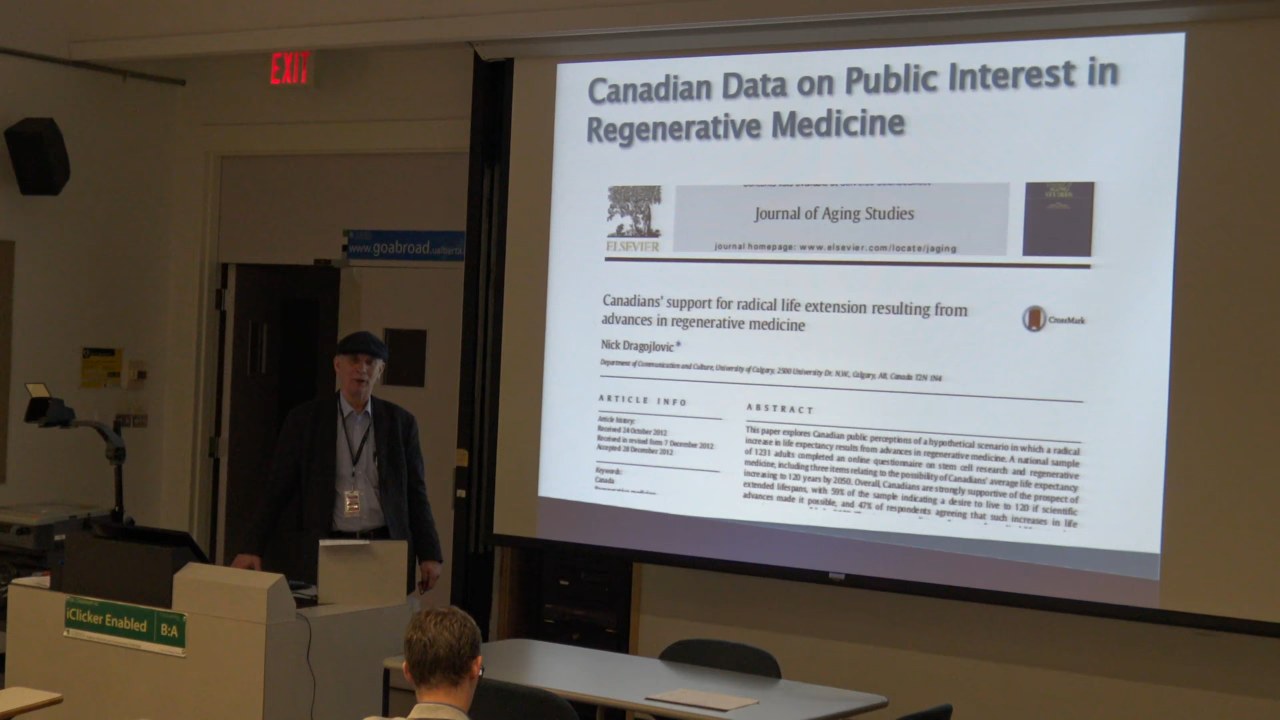 EXIT
Canadian Data on Public Interest in
Regenerative Medicine
ELSEVIER
Journal of Aging Studies
journal homepage: www.elsevier.com/locate/jaging
AGING
STUDIES
www.goabroad.ualberta
Canadians' support for radical life extension resulting from
advances in regenerative medicine
CrossMark
Nick Dragojlovic*
Department of Communication and Culture, University of Calgary, 2500 University Dr. N.W., Calgary, AB, Canada T2N 1N4
ARTICLE INFO
Article history:
Received 24 October 2012
Received in revised form 7 December 2012
Accepted 28 December 2012
Keywords:
Canada
ABSTRACT
This paper explores Canadian public perceptions of a hypothetical scenario in which a radical
increase in life expectancy results from advances in regenerative medicine. A national sample
of 1231 adults completed an online questionnaire on stem cell research and regenerative
medicine, including three items relating to the possibility of Canadians' average life expectancy
increasing to 120 years by 2050. Overall, Canadians are strongly supportive of the prospect of
extended lifespans, with 59% of the sample indicating a desire to live to 120 if scientific
advances made it possible, and 47% of respondents agreeing that such increases in life
iClicker Enabled
B:A